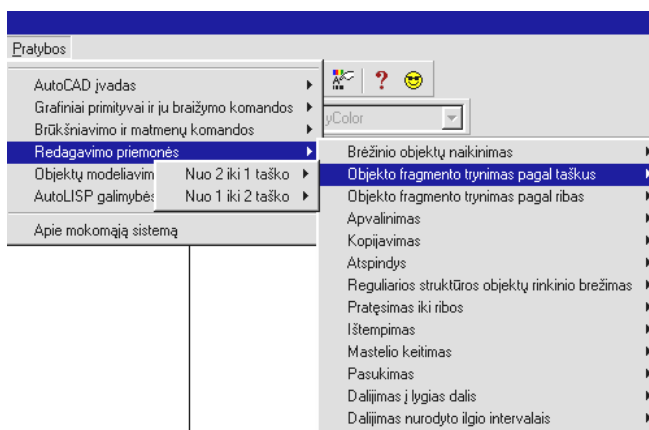 Pratybos
AutoCAD įvadas
Grafiniai primityvai ir ju braižymo komandos
Brūkšniavimo ir matmenų komandos
Redagavimo priemonės
Objektų modeliavim
AutoLISP galimybės
Apie mokomąją sistemą
Nuo 2 iki 1 taško
Nuo 1 iki 2 taško
?
yColor
Brėžinio objektų naikinimas
Objekto fragmento trynimas pagal taškus
Objekto fragmento trynimas pagal ribas
Apvalinimas
Kopijavimas
Atspindys
Reguliarios struktūros objektų rinkinio brežimas
Pratęsimas iki ribos
Ištempimas
Mastelio keitimas
Pasukimas
Dalijimas į lygias dalis
Dalijimas nurodyto ilgio intervalais